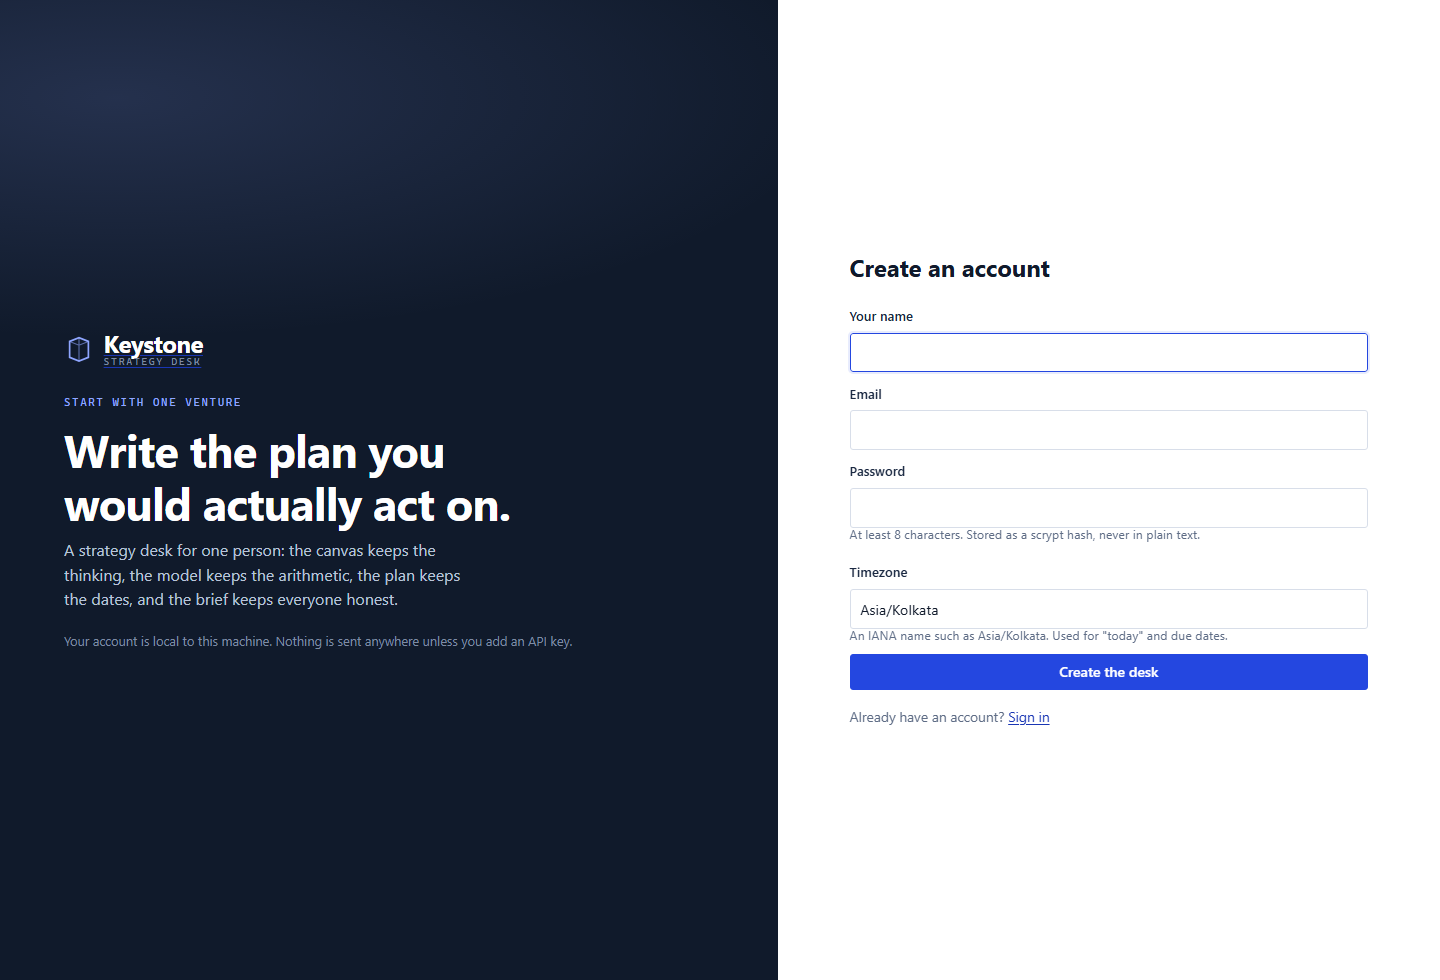 Keystone
STRATEGY DESK
START WITH ONE VENTURE
Write the plan you
would actually act on.
A strategy desk for one person: the canvas keeps the
thinking, the model keeps the arithmetic, the plan keeps
the dates, and the brief keeps everyone honest.
Your account is local to this machine. Nothing is sent anywhere unless you add an API key.
Create an account
Your name
Email
Password
At least 8 characters. Stored as a scrypt hash, never in plain text.
Timezone
Asia/Kolkata
An IANA name such as Asia/Kolkata. Used for "today" and due dates.
Create the desk
Already have an account? Sign in